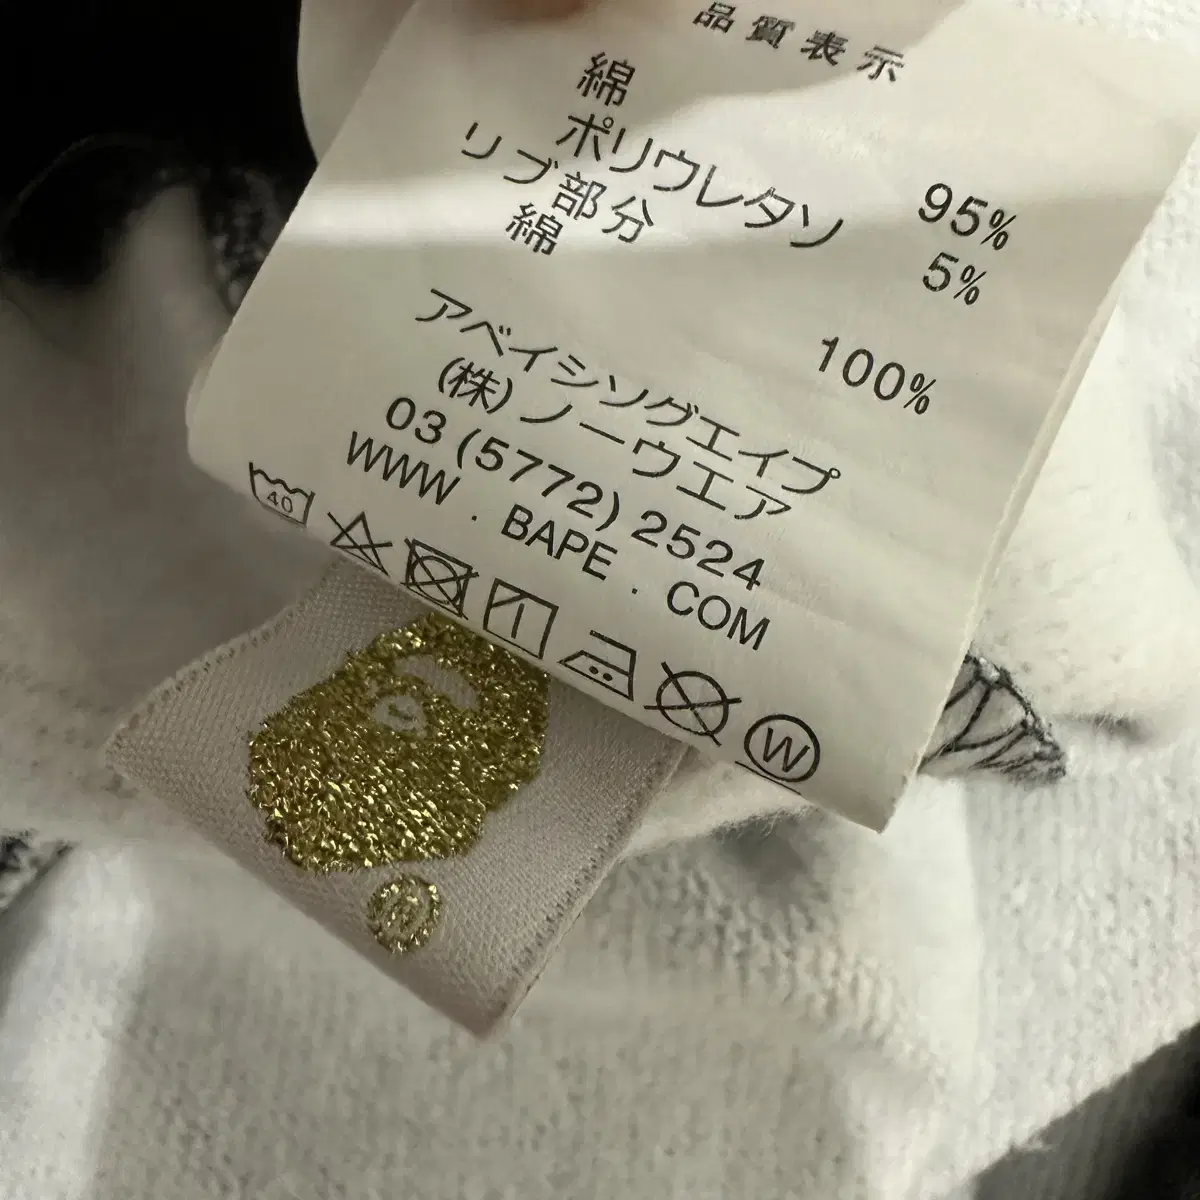 品質表示
綿 95%
ポリウレタン 5%
リブ部分
綿 100%
アベイシングエイプ
(株)ノーウエア
03(5772)2524
WWW.BAPE.COM
40
W